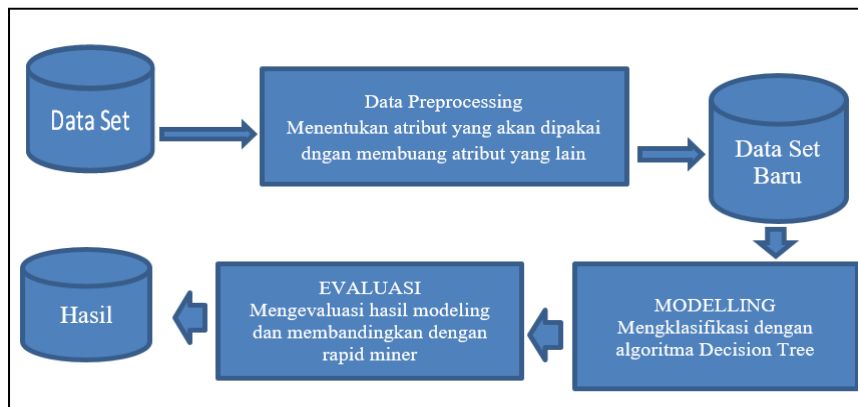 Data Set
Data Preprocessing
Menentukan atribut yang akan dipakai
dngan membuang atribut yang lain
Data Set
Baru
MODELLING
Mengklasifikasi dengan
algoritma Decision Tree
EVALUASI
Mengevaluasi hasil modeling
dan membandingkan dengan
rapid miner
Hasil